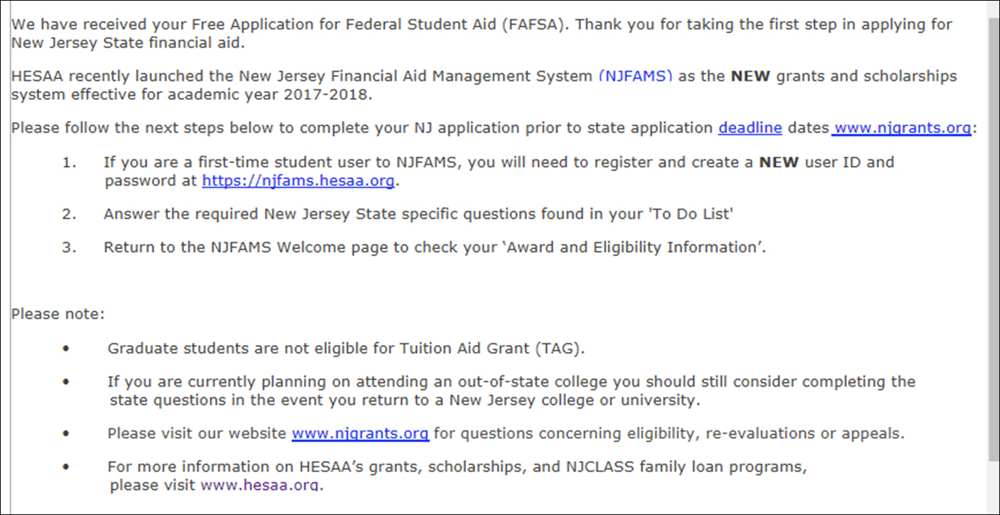 We have received your Free Application for Federal Student Aid (FAFSA). Thank you for taking the first step in applying for
New Jersey State financial aid.
HESAA recently launched the New Jersey Financial Aid Management System (NJFAMS) as the NEW grants and scholarships
system effective for academic year 2017-2018.
Please follow the next steps below to complete your NJ application prior to state application deadline dates www.njgrants.org:
1. If you are a first-time student user to NJFAMS, you will need to register and create a NEW user ID and
password at https://njfams.hesaa.org.
2. Answer the required New Jersey State specific questions found in your 'To Do List'
3. Return to the NJFAMS Welcome page to check your ‘Award and Eligibility Information’.
Please note:
• Graduate students are not eligible for Tuition Aid Grant (TAG).
• If you are currently planning on attending an out-of-state college you should still consider completing the
state questions in the event you return to a New Jersey college or university.
• Please visit our website www.njgrants.org for questions concerning eligibility, re-evaluations or appeals.
• For more information on HESAA’s grants, scholarships, and NJCLASS family loan programs,
please visit www.hesaa.org.